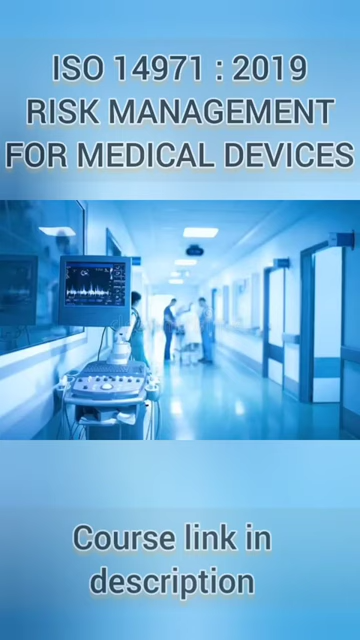 ISO 14971 : 2019
RISK MANAGEMENT
FOR MEDICAL DEVICES
Course link in
description